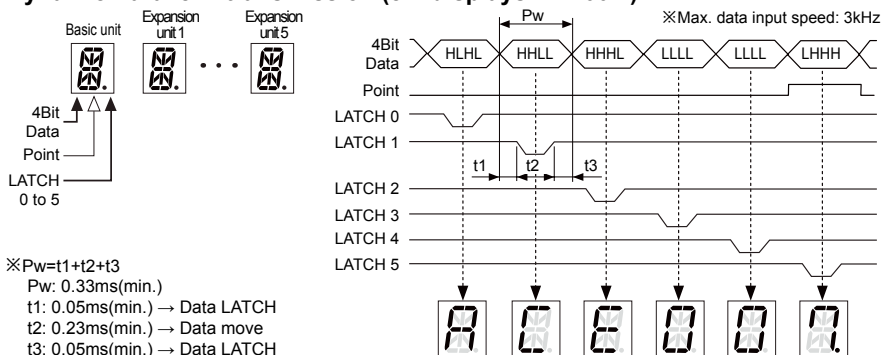 Basic unit
Expansion unit 1
Expansion unit 5
4Bit Data
Point
LATCH 0 to 5
※Pw=t1+t2+t3
Pw: 0.33ms(min.)
t1: 0.05ms(min.) → Data LATCH
t2: 0.23ms(min.) → Data move
t3: 0.05ms(min.) → Data LATCH
Pw
※Max. data input speed: 3kHz
4Bit Data
HLHL HHLL HHHL LLLL LLLL LHHH
Point
LATCH 0
LATCH 1
t1 t2 t3
LATCH 2
LATCH 3
LATCH 4
LATCH 5
A C E 0 0 7.